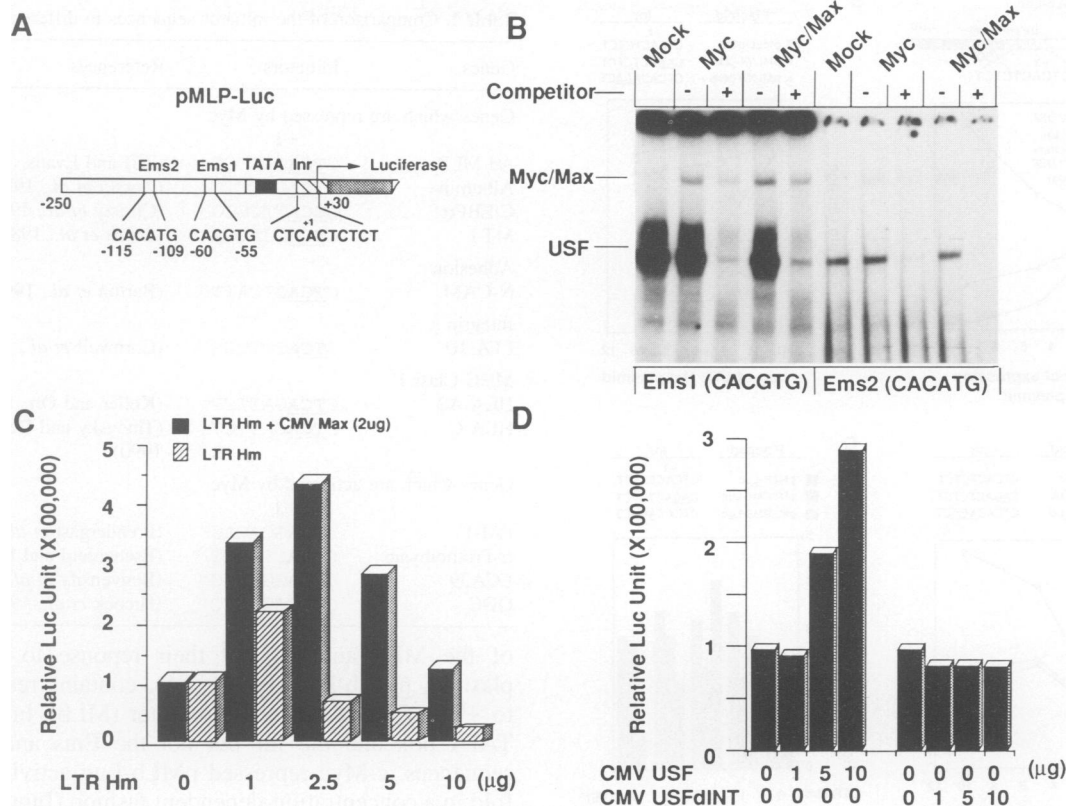 A
pMLP-Luc
Ems2 Ems1 TATA Inr Luciferase
-250 +30
+1
CACATG CACGTG CTCACTCTCT
-115 -109 -60 -55
B
Mock Myc Myc/Max Mock Myc Myc/Max
Competitor - + - + - + - +
Myc/Max
USF
Ems1 (CACGTG) Ems2 (CACATG)
C
LTR Hm + CMV Max (2ug)
LTR Hm
Relative Luc Unit (X100,000)
5
4
3
2
1
0
LTR Hm 0 1 2.5 5 10 (μg)
D
Relative Luc Unit (X100,000)
3
2
1
0
CMV USF 0 1 5 10 0 0 0 0 (μg)
CMV USFdINT 0 0 0 0 0 1 5 10